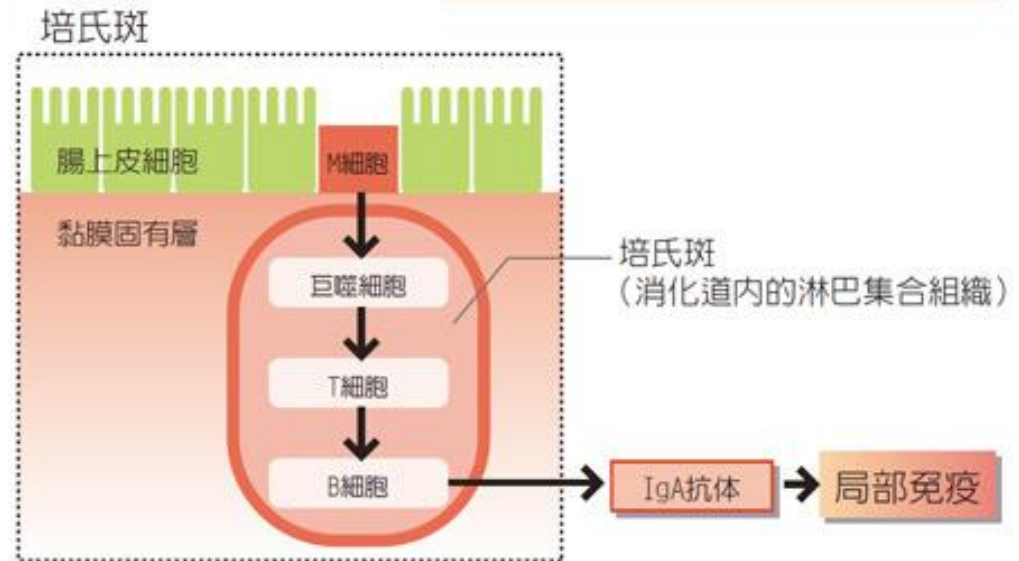 培氏斑
腸上皮細胞
M細胞
黏膜固有層
巨噬細胞
培氏斑
（消化道内的淋巴集合組織）
T細胞
B細胞
IgA抗体
局部免疫